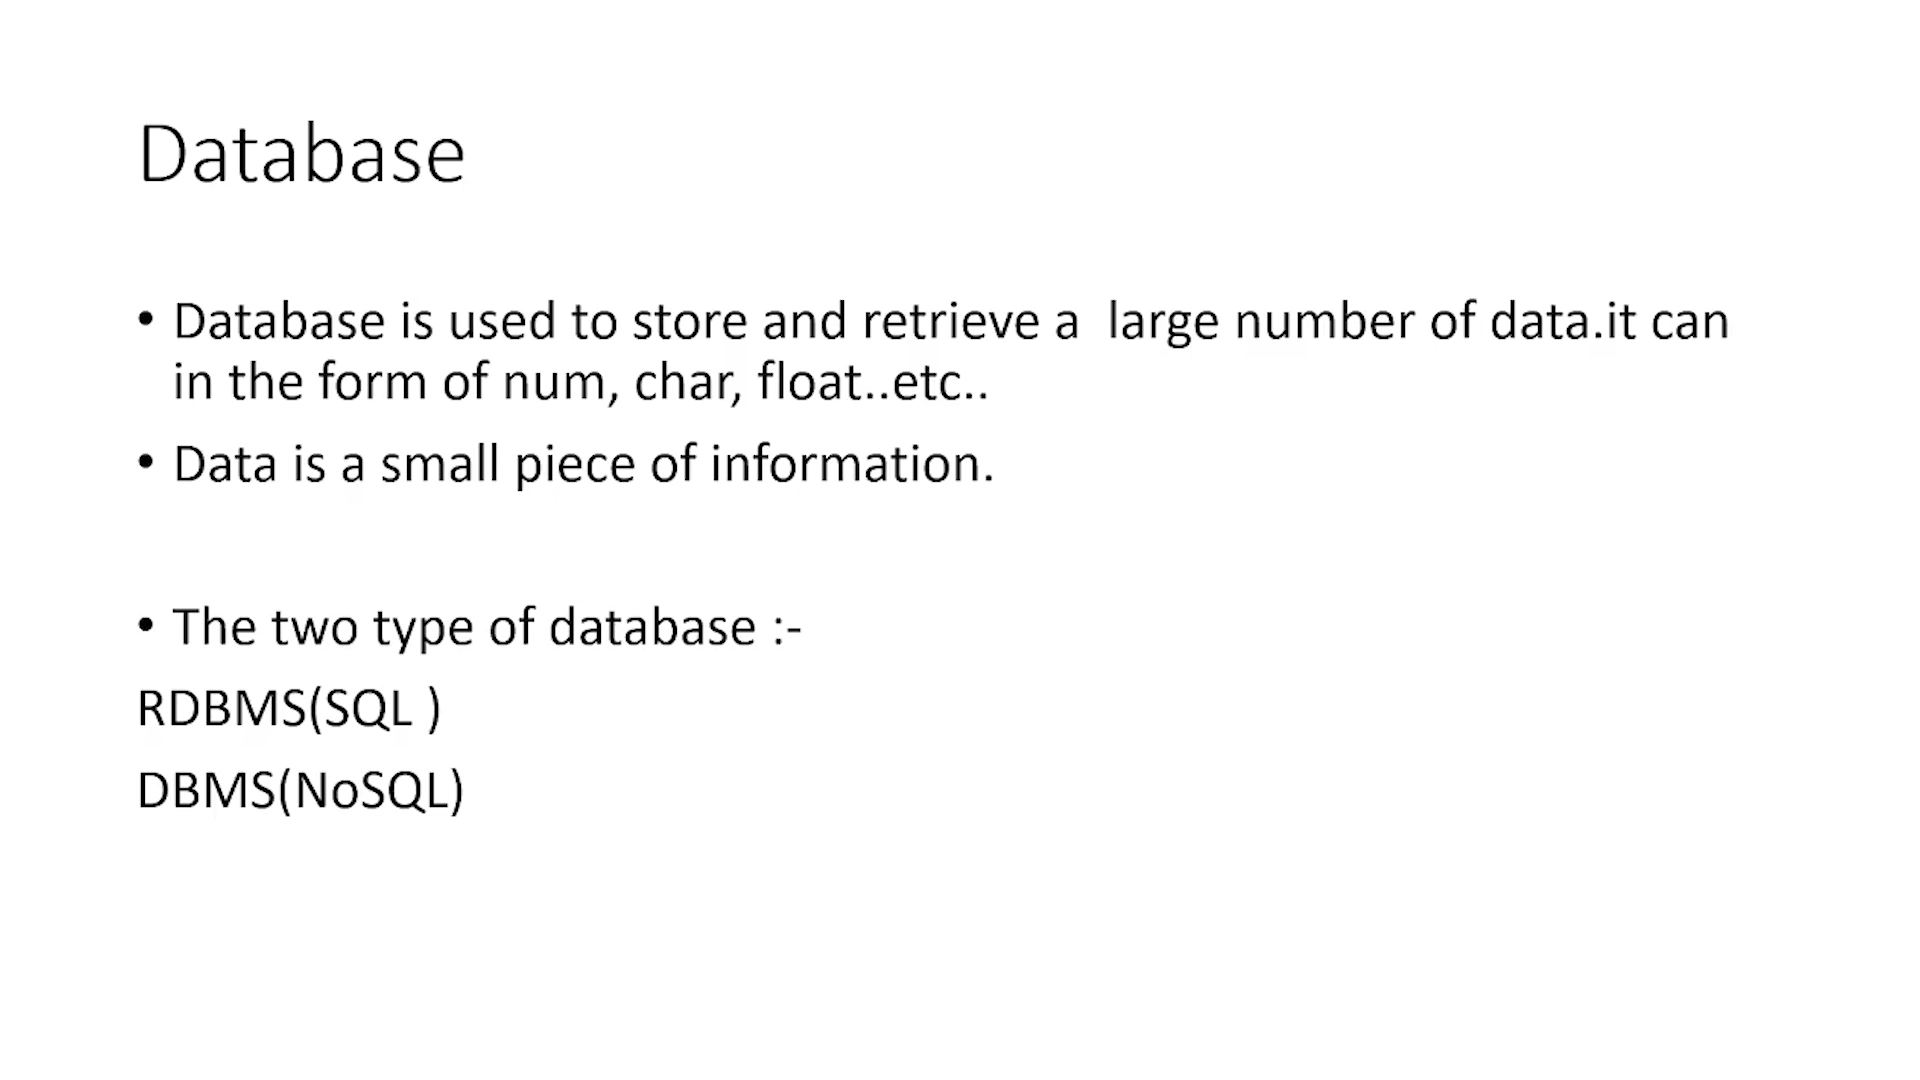 Database
• Database is used to store and retrieve a  large number of data.it can
in the form of num, char, float..etc..
• Data is a small piece of information.
• The two type of database :-
RDBMS(SQL )
DBMS(NoSQL)